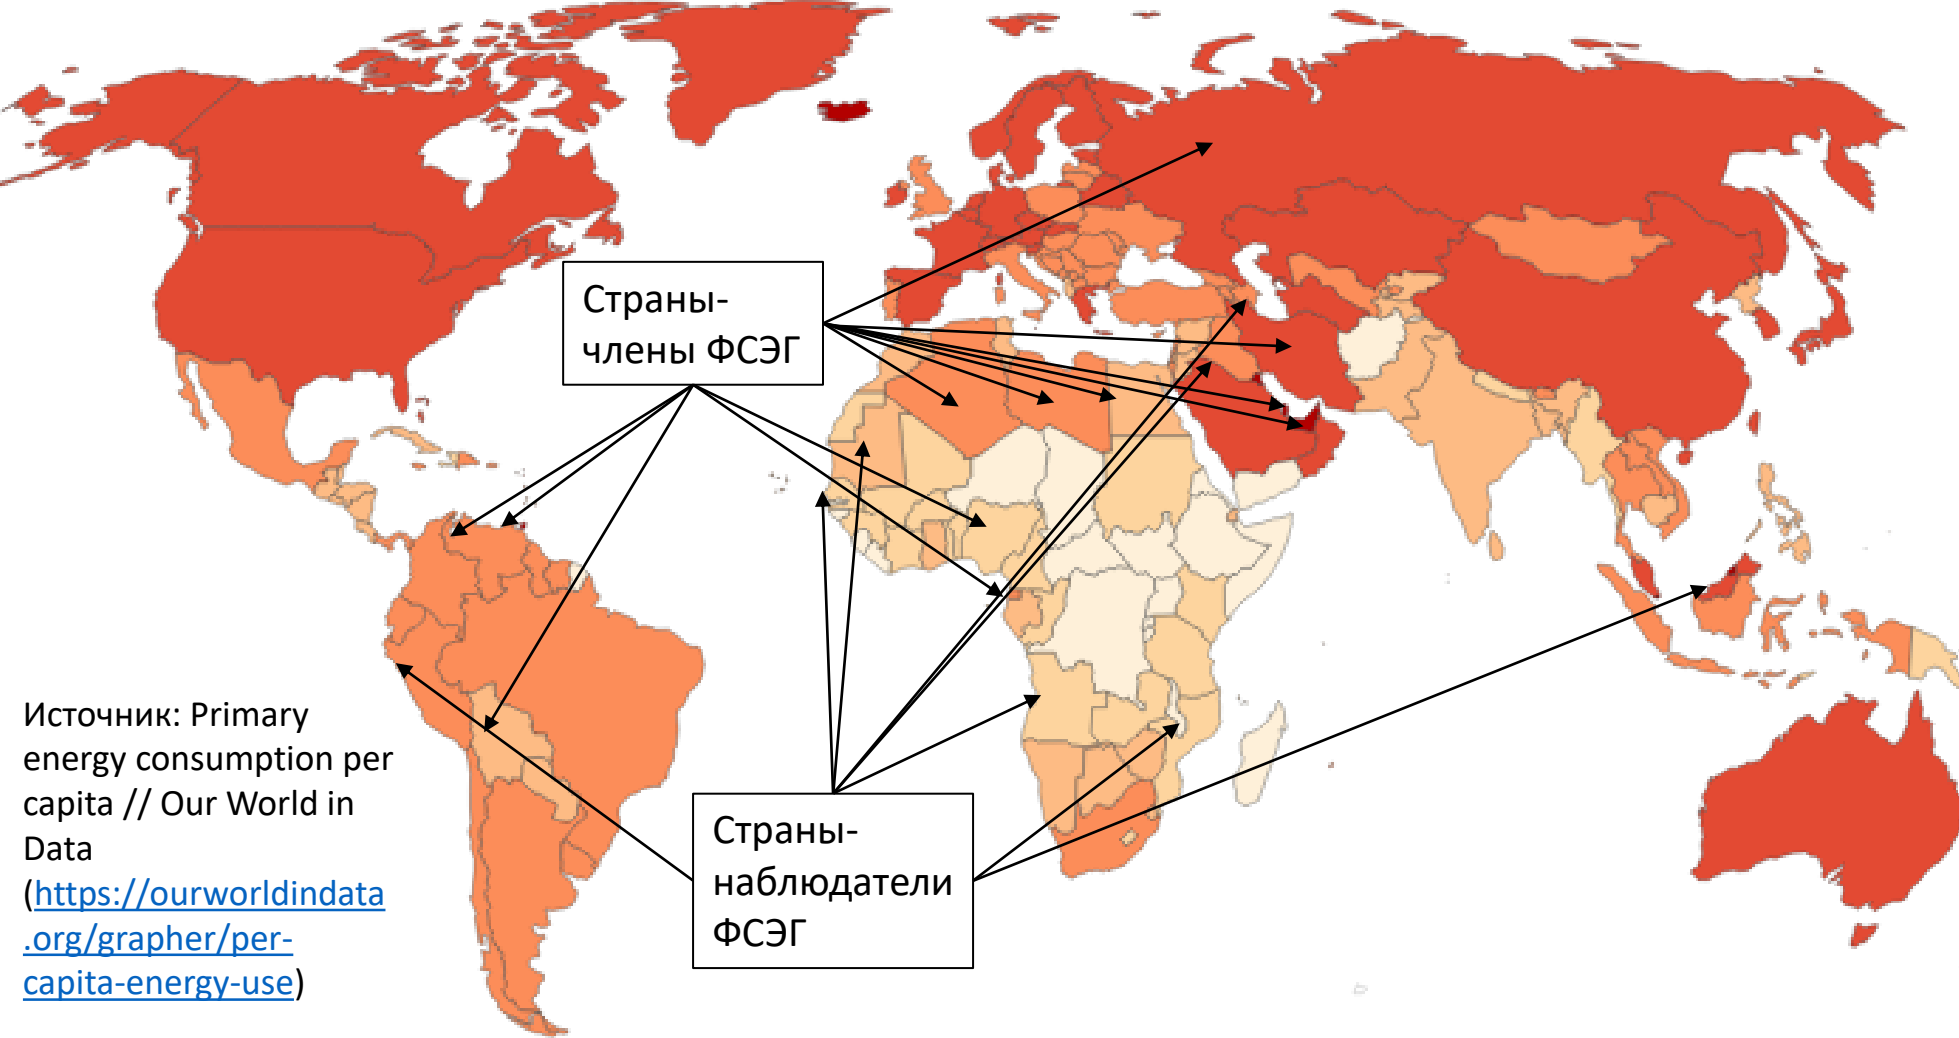 Страны-
члены ФСЭГ
Источник: Primary
energy consumption per
capita // Our World in
Data
(https://ourworldindata
.org/grapher/per-
capita-energy-use)
Страны-
наблюдатели
ФСЭГ